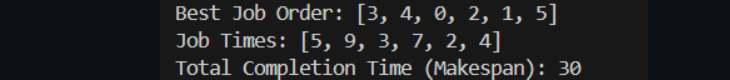 Best Job Order: [3, 4, 0, 2, 1, 5]
Job Times: [5, 9, 3, 7, 2, 4]
Total Completion Time (Makespan): 30